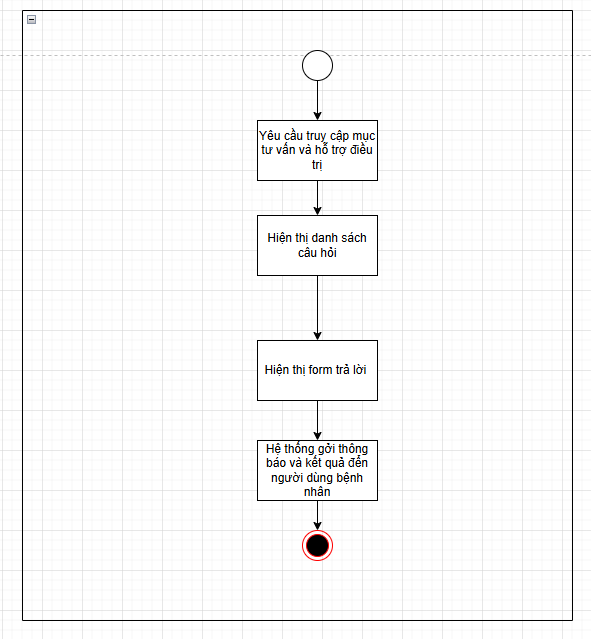 Yêu cầu truy cập mục
tư vấn và hỗ trợ điều
trị
Hiện thị danh sách
câu hỏi
Hiện thị form trả lời
Hệ thống gởi thông
báo và kết quả đến
người dùng bệnh
nhân